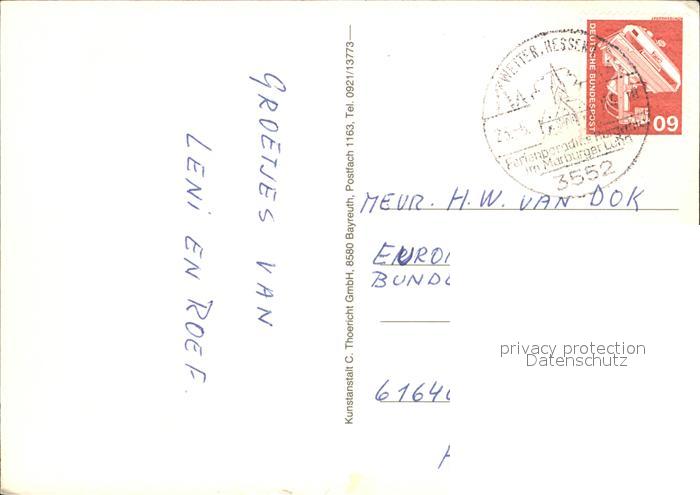 GROETJES VAN
LENI EN ROEF.
Kunstanstalt C. Thoericht GmbH, 8580 Bayreuth, Postfach 1163, Tel. 0921/13773
WETTER, HESSEN
Ferienparadies
im Marburger Land
3552
DEUTSCHE BUNDESPOST
60
MEVR. H.W. VAN DOK
privacy protection
Datenschutz
6164